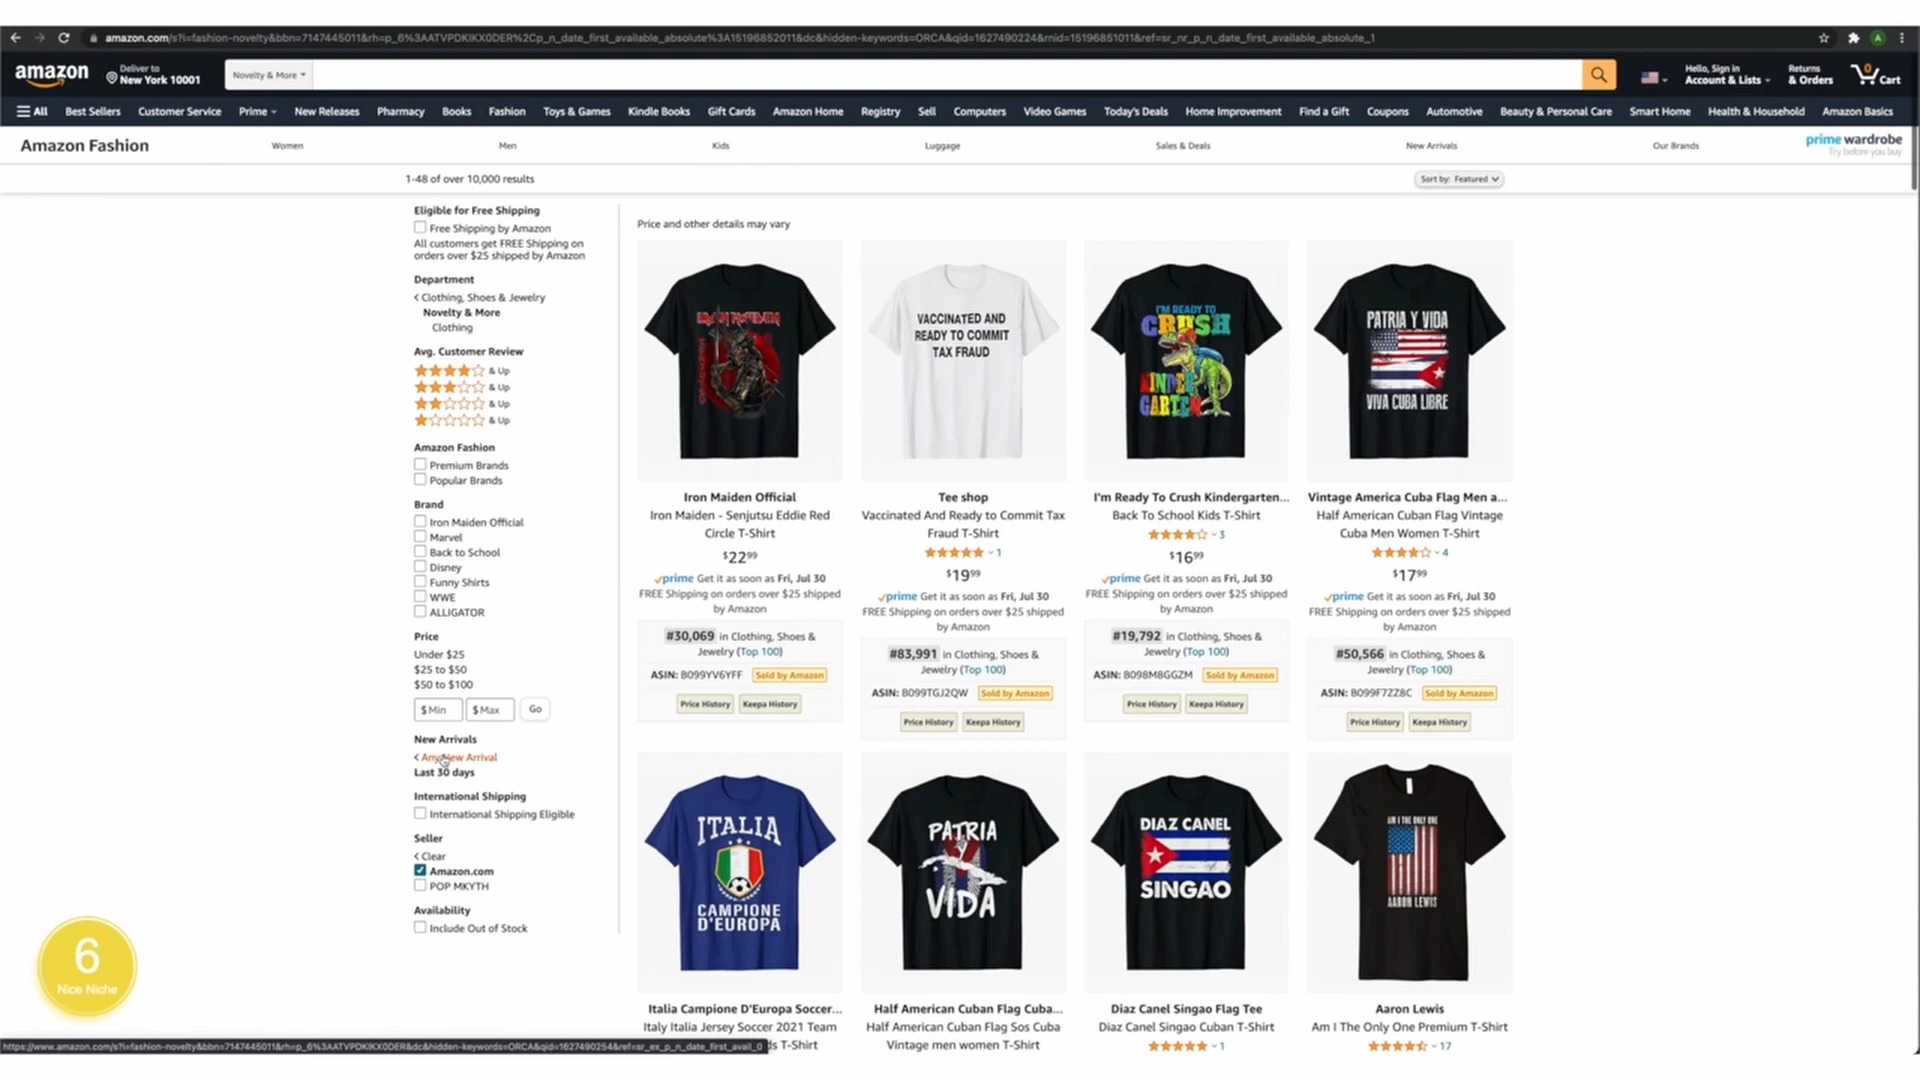 amazon.com/s?i=fashion-novelty&bbn=7147445011&rh=p_6%3AATVPDKIKX0DER%2Cp_n_date_first_available_absolute%3A15196852011&dc&hidden-keywords=ORCA&qid=1627490224&rnid=15196851011&ref=sr_nr_p_n_date_first_available_absolute_1
A
amazon
Deliver to
New York 10001
Novelty & More
Hello, Sign in
Account & Lists
Returns
& Orders
0
Cart
All Best Sellers Customer Service Prime New Releases Pharmacy Books Fashion Toys & Games Kindle Books Gift Cards Amazon Home Registry Sell Computers Video Games Today's Deals Home Improvement Find a Gift Coupons Automotive Beauty & Personal Care Smart Home Health & Household Amazon Basics
Amazon Fashion Women Men Kids Luggage Sales & Deals New Arrivals Our Brands
prime wardrobe
Try before you buy
1-48 of over 10,000 results
Sort by: Featured
Eligible for Free Shipping
Free Shipping by Amazon
All customers get FREE Shipping on
orders over $25 shipped by Amazon
Department
Clothing, Shoes & Jewelry
Novelty & More
Clothing
Avg. Customer Review
& Up
& Up
& Up
& Up
Amazon Fashion
Premium Brands
Popular Brands
Brand
Iron Maiden Official
Marvel
Back to School
Disney
Funny Shirts
WWE
ALLIGATOR
Price
Under $25
$25 to $50
$50 to $100
$ Min $ Max Go
New Arrivals
Any New Arrival
Last 30 days
International Shipping
International Shipping Eligible
Seller
Clear
Amazon.com
POP MKYTH
Availability
Include Out of Stock
Price and other details may vary
IRON MAIDEN
Iron Maiden Official
Iron Maiden - Senjutsu Eddie Red
Circle T-Shirt
$22⁹⁹
prime Get it as soon as Fri, Jul 30
FREE Shipping on orders over $25 shipped
by Amazon
#30,069 in Clothing, Shoes &
Jewelry (Top 100)
ASIN: B099YV6YFF Sold by Amazon
Price History Keepa History
VACCINATED AND
READY TO COMMIT
TAX FRAUD
Tee shop
Vaccinated And Ready to Commit Tax
Fraud T-Shirt
1
$19⁹⁹
prime Get it as soon as Fri, Jul 30
FREE Shipping on orders over $25 shipped
by Amazon
#83,991 in Clothing, Shoes &
Jewelry (Top 100)
ASIN: B099TGJ2QW Sold by Amazon
Price History Keepa History
I'M READY TO
CRUSH
KINDER
GARTEN
I'm Ready To Crush Kindergarten...
Back To School Kids T-Shirt
3
$16⁹⁹
prime Get it as soon as Fri, Jul 30
FREE Shipping on orders over $25 shipped
by Amazon
#19,792 in Clothing, Shoes &
Jewelry (Top 100)
ASIN: B098M8GGZM Sold by Amazon
Price History Keepa History
PATRIA Y VIDA
VIVA CUBA LIBRE
Vintage America Cuba Flag Men a...
Half American Cuban Flag Vintage
Cuba Men Women T-Shirt
4
$17⁹⁹
prime Get it as soon as Fri, Jul 30
FREE Shipping on orders over $25 shipped
by Amazon
#50,566 in Clothing, Shoes &
Jewelry (Top 100)
ASIN: B099F7ZZ8C Sold by Amazon
Price History Keepa History
ITALIA
CAMPIONE
D'EUROPA
Italia Campione D'Europa Soccer...
Italy Italia Jersey Soccer 2021 Team
ds T-Shirt
PATRIA
Y
VIDA
Half American Cuban Flag Cuba...
Half American Cuban Flag Sos Cuba
Vintage men women T-Shirt
DIAZ CANEL
SINGAO
Diaz Canel Singao Flag Tee
Diaz Canel Singao Cuban T-Shirt
1
AM I THE ONLY ONE
AARON LEWIS
Aaron Lewis
Am I The Only One Premium T-Shirt
17
6
Nice Niche
https://www.amazon.com/s?i=fashion-novelty&bbn=7147445011&rh=p_6%3AATVPDKIKX0DER&dc&hidden-keywords=ORCA&qid=1627490254&ref=sr_ex_p_n_date_first_avail_0